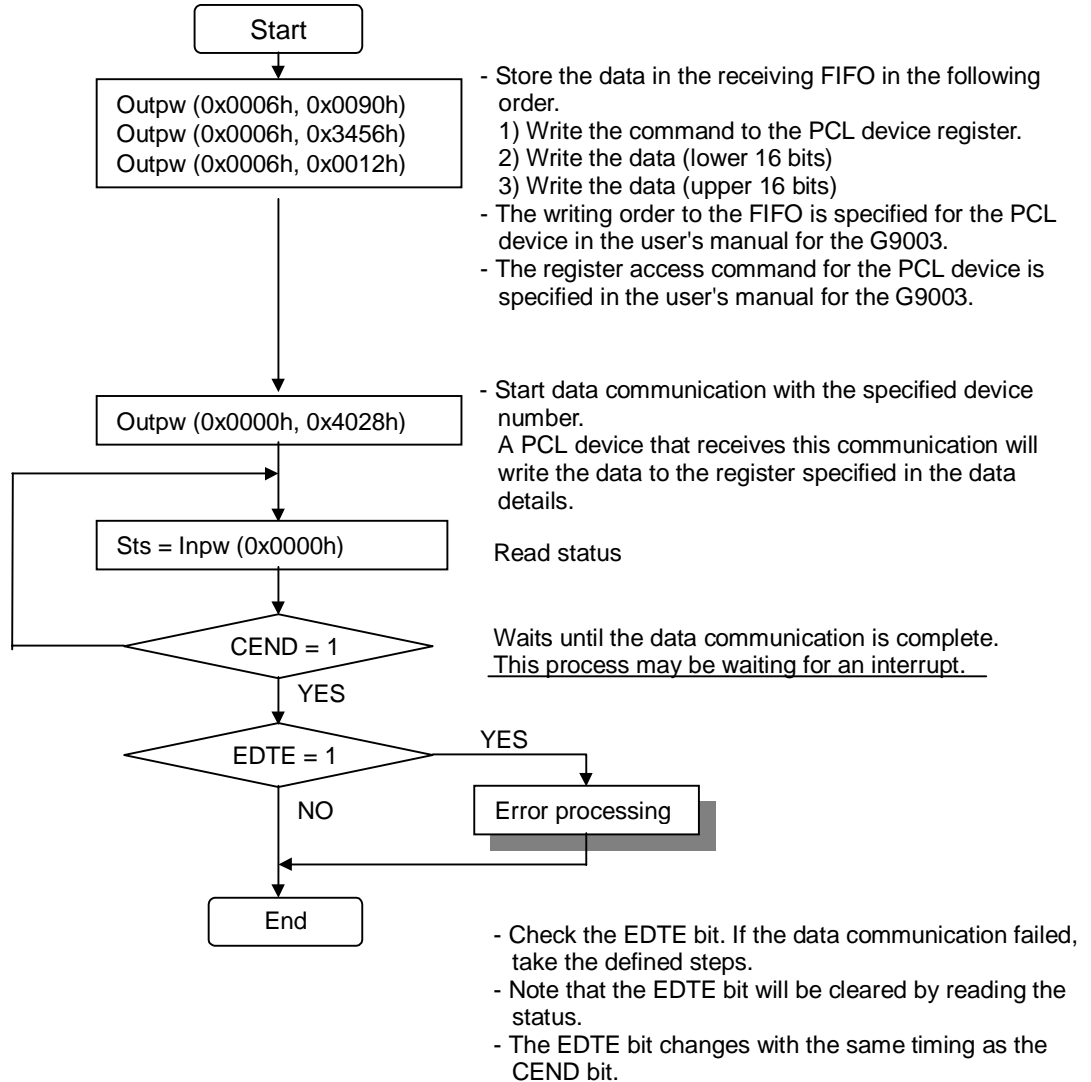 Start
Outpw (0x0006h, 0x0090h)
Outpw (0x0006h, 0x3456h)
Outpw (0x0006h, 0x0012h)
- Store the data in the receiving FIFO in the following
order.
1) Write the command to the PCL device register.
2) Write the data (lower 16 bits)
3) Write the data (upper 16 bits)
- The writing order to the FIFO is specified for the PCL
device in the user's manual for the G9003.
- The register access command for the PCL device is
specified in the user's manual for the G9003.
Outpw (0x0000h, 0x4028h)
- Start data communication with the specified device
number.
A PCL device that receives this communication will
write the data to the register specified in the data
details.
Sts = Inpw (0x0000h)
Read status
CEND = 1
Waits until the data communication is complete.
This process may be waiting for an interrupt.
YES
EDTE = 1
YES
NO
Error processing
End
- Check the EDTE bit. If the data communication failed,
take the defined steps.
- Note that the EDTE bit will be cleared by reading the
status.
- The EDTE bit changes with the same timing as the
CEND bit.